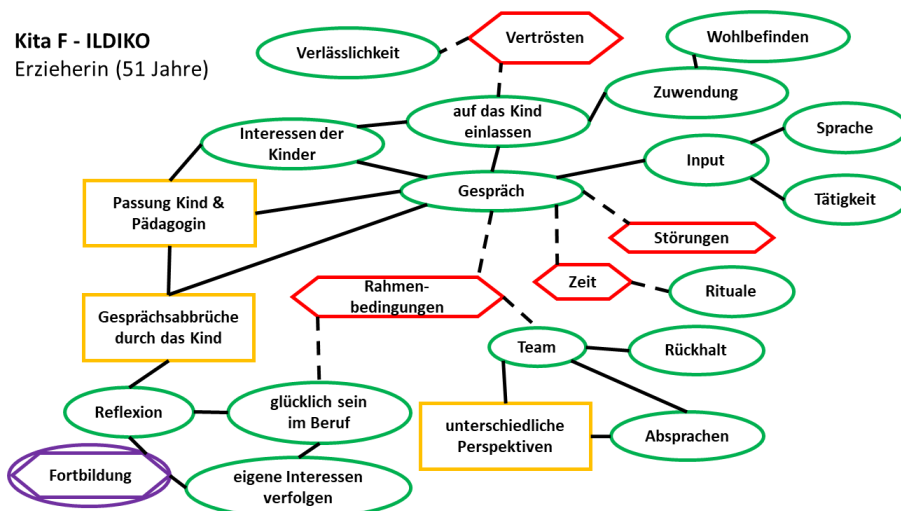 Kita F - ILDIKO
Erzieherin (51 Jahre)
Verlässlichkeit
Vertrösten
Wohlbefinden
Zuwendung
auf das Kind
einlassen
Interessen der
Kinder
Sprache
Input
Gespräch
Passung Kind &
Pädagogin
Tätigkeit
Störungen
Zeit
Rituale
Rahmen-
bedingungen
Gesprächsabbrüche
durch das Kind
Team
Rückhalt
Reflexion
glücklich sein
im Beruf
unterschiedliche
Perspektiven
Absprachen
Fortbildung
eigene Interessen
verfolgen